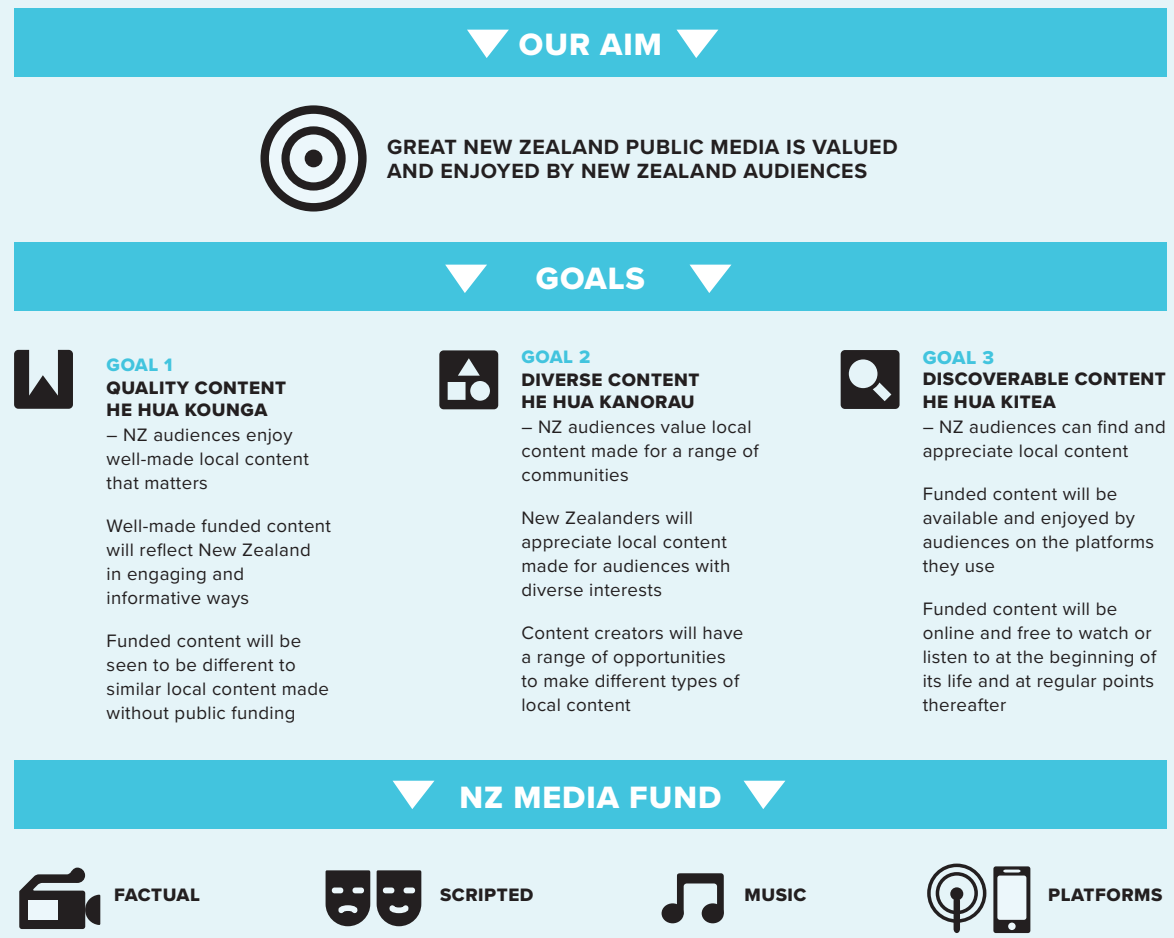 OUR AIM
GREAT NEW ZEALAND PUBLIC MEDIA IS VALUED
AND ENJOYED BY NEW ZEALAND AUDIENCES
GOALS
GOAL 1
QUALITY CONTENT
HE HUA KOUNGA
– NZ audiences enjoy
well-made local content
that matters
Well-made funded content
will reflect New Zealand
in engaging and
informative ways
Funded content will be
seen to be different to
similar local content made
without public funding
GOAL 2
DIVERSE CONTENT
HE HUA KANORAU
– NZ audiences value local
content made for a range of
communities
New Zealanders will
appreciate local content
made for audiences with
diverse interests
Content creators will have
a range of opportunities
to make different types of
local content
GOAL 3
DISCOVERABLE CONTENT
HE HUA KITEA
– NZ audiences can find and
appreciate local content
Funded content will be
available and enjoyed by
audiences on the platforms
they use
Funded content will be
online and free to watch or
listen to at the beginning of
its life and at regular points
thereafter
NZ MEDIA FUND
FACTUAL
SCRIPTED
MUSIC
PLATFORMS